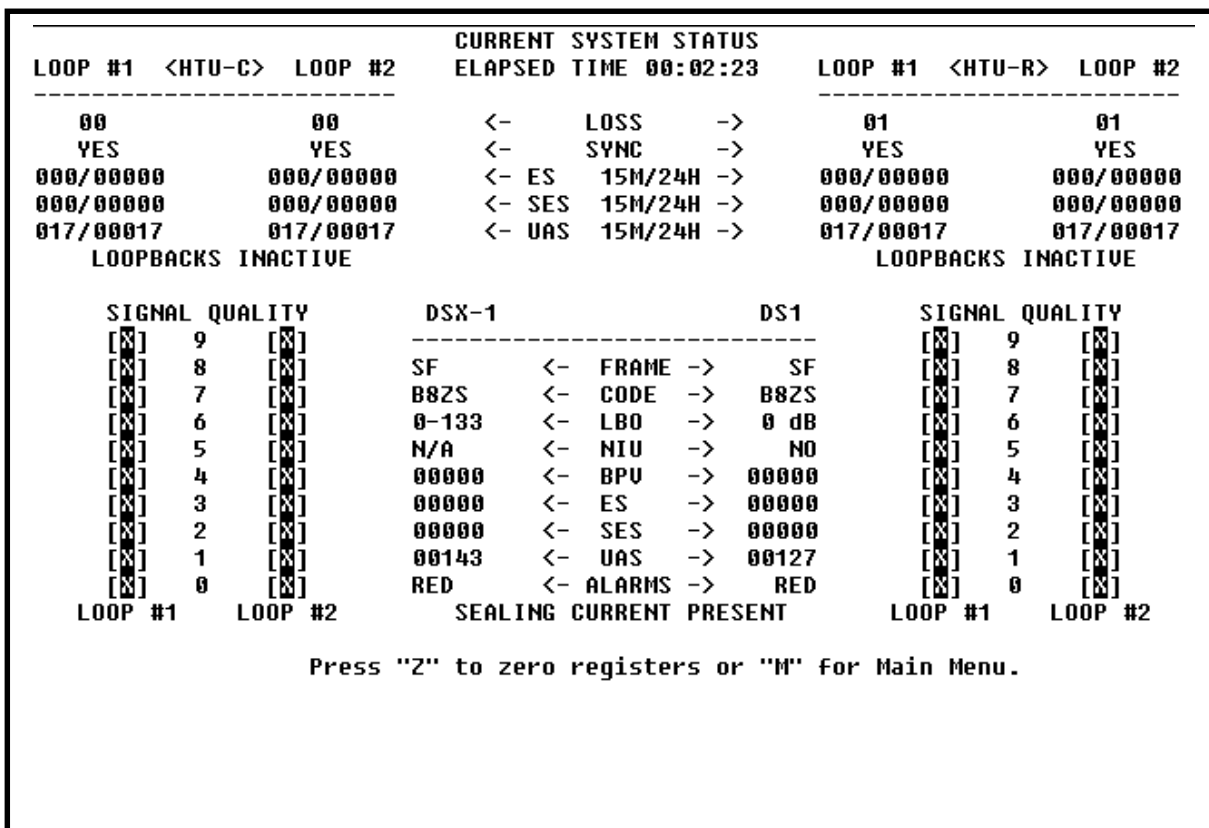 CURRENT SYSTEM STATUS
LOOP #1 <HTU-C> LOOP #2 ELAPSED TIME 00:02:23 LOOP #1 <HTU-R> LOOP #2
-------------------------- --------------------------
00 00 <- LOSS -> 01 01
YES YES <- SYNC -> YES YES
000/00000 000/00000 <- ES 15M/24H -> 000/00000 000/00000
000/00000 000/00000 <- SES 15M/24H -> 000/00000 000/00000
017/00017 017/00017 <- UAS 15M/24H -> 017/00017 017/00017
LOOPBACKS INACTIVE LOOPBACKS INACTIVE
SIGNAL QUALITY DSX-1 DS1 SIGNAL QUALITY
[X] 9 [X] ----------------------------- [X] 9 [X]
[X] 8 [X] SF <- FRAME -> SF [X] 8 [X]
[X] 7 [X] B8ZS <- CODE -> B8ZS [X] 7 [X]
[X] 6 [X] 0-133 <- LBO -> 0 dB [X] 6 [X]
[X] 5 [X] N/A <- NIU -> NO [X] 5 [X]
[X] 4 [X] 00000 <- BPV -> 00000 [X] 4 [X]
[X] 3 [X] 00000 <- ES -> 00000 [X] 3 [X]
[X] 2 [X] 00000 <- SES -> 00000 [X] 2 [X]
[X] 1 [X] 00143 <- UAS -> 00127 [X] 1 [X]
[X] 0 [X] RED <- ALARMS -> RED [X] 0 [X]
LOOP #1 LOOP #2 SEALING CURRENT PRESENT LOOP #1 LOOP #2
Press "Z" to zero registers or "M" for Main Menu.